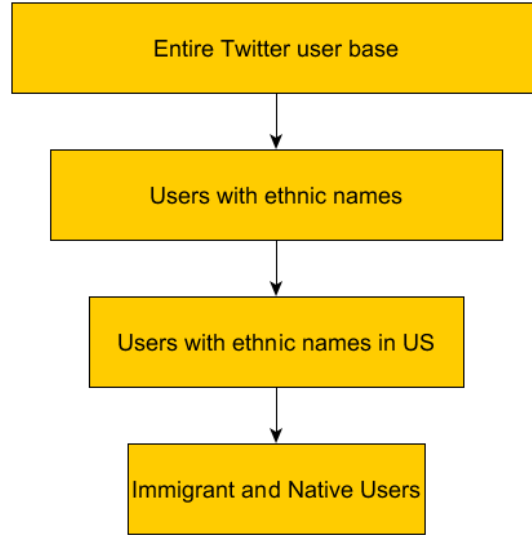 Entire Twitter user base
Users with ethnic names
Users with ethnic names in US
Immigrant and Native Users